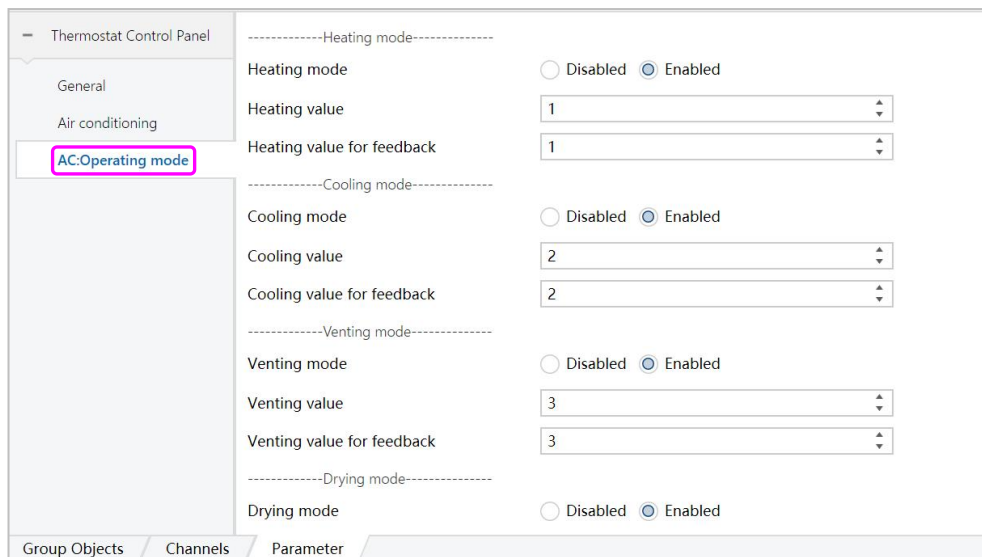 Thermostat Control Panel
General
Air conditioning
AC:Operating mode
-------------Heating mode--------------
Heating mode Disabled Enabled
Heating value 1
Heating value for feedback 1
-------------Cooling mode--------------
Cooling mode Disabled Enabled
Cooling value 2
Cooling value for feedback 2
-------------Venting mode--------------
Venting mode Disabled Enabled
Venting value 3
Venting value for feedback 3
-------------Drying mode---------------
Drying mode Disabled Enabled
Group Objects Channels Parameter